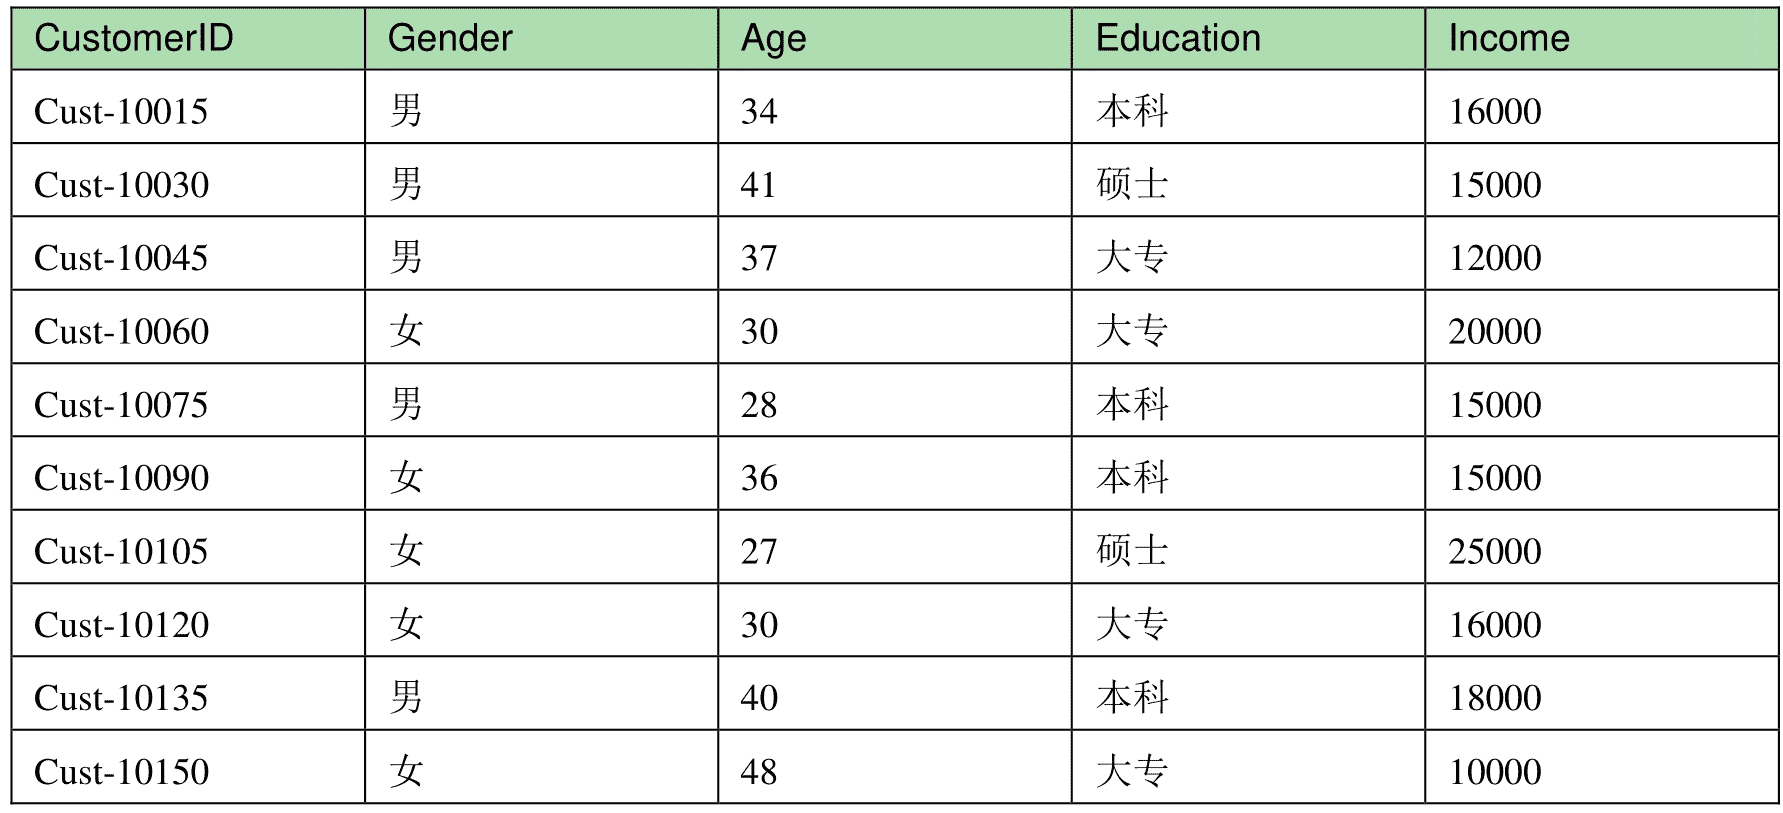 CustomerID Gender Age Education Income
Cust-10015 男 34 本科 16000
Cust-10030 男 41 硕士 15000
Cust-10045 男 37 大专 12000
Cust-10060 女 30 大专 20000
Cust-10075 男 28 本科 15000
Cust-10090 女 36 本科 15000
Cust-10105 女 27 硕士 25000
Cust-10120 女 30 大专 16000
Cust-10135 男 40 本科 18000
Cust-10150 女 48 大专 10000